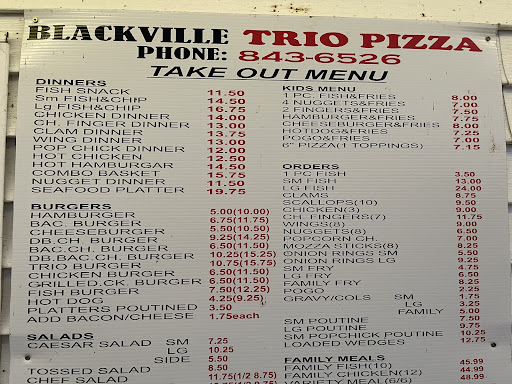 BLACKVILLE TRIO PIZZA
PHONE: 843-6526
TAKE OUT MENU
DINNERS
FISH SNACK 11.50
Sm FISH&CHIP 14.50
Lg FISH&CHIP 16.75
CHICKEN DINNER 14.00
CH. FINGER DINNER 13.00
CLAM DINNER 13.75
WING DINNER 13.00
POP CHICK DINNER 12.00
HOT CHICKEN 12.50
HOT HAMBURGAR 14.50
COMBO BASKET 15.75
NUGGET DINNER 11.50
SEAFOOD PLATTER 19.75
BURGERS
HAMBURGER 5.00(10.00)
BAC. BURGER 6.75(11.75)
CHEESEBURGER 5.50(10.50)
DB.CH. BURGER 9.25(14.25)
BAC.CH. BURGER 6.50(11.50)
DB.BAC.CH. BURGER 10.25(15.25)
TRIO BURGER 10.75(15.75)
CHICKEN BURGER 6.50(11.50)
GRILLED.CK. BURGER 6.50(11.50)
FISH BURGER 7.50(12.25)
HOT DOG 4.25(9.25)
PLATTERS POUTINED 3.50
ADD BACON/CHEESE 1.75each
SALADS
CAESAR SALAD SM 7.25
LG 10.25
SIDE 5.50
TOSSED SALAD 8.50
CHEF SALAD 11.75(1/2 8.75)
KIDS MENU
1 PC. FISH&FRIES 8.00
4 NUGGETS&FRIES 7.00
2 FINGERS&FRIES 7.50
HAMBURGER&FRIES 7.75
CHEESEBURGER&FRIES 8.00
HOTDOG&FRIES 7.25
POGO&FRIES 7.00
6" PIZZA(1 TOPPINGS) 7.15
ORDERS
1 PC FISH 3.50
SM FISH 13.00
LG FISH 24.00
CLAMS 8.75
SCALLOPS(10) 9.50
CHICKEN(3) 9.00
CH. FINGERS(7) 11.75
WINGS(8) 9.00
NUGGETS(8) 6.50
POPCORN CH. 7.00
MOZZA STICKS(8) 8.25
ONION RINGS SM 5.50
ONION RINGS LG 9.25
SM FRY 4.75
LG FRY 6.50
FAMILY FRY 8.25
POGO 2.25
GRAVY/COLS SM 1.75
LG 3.25
FAMILY 5.00
SM POUTINE 7.50
LG POUTINE 9.75
SM POPCHICK POUTINE 10.25
LOADED WEDGES 12.75
FAMILY MEALS
FAMILY FISH(10) 45.99
FAMILY CHICKEN(12) 44.99
VARIETY MEAL(66) 48.99